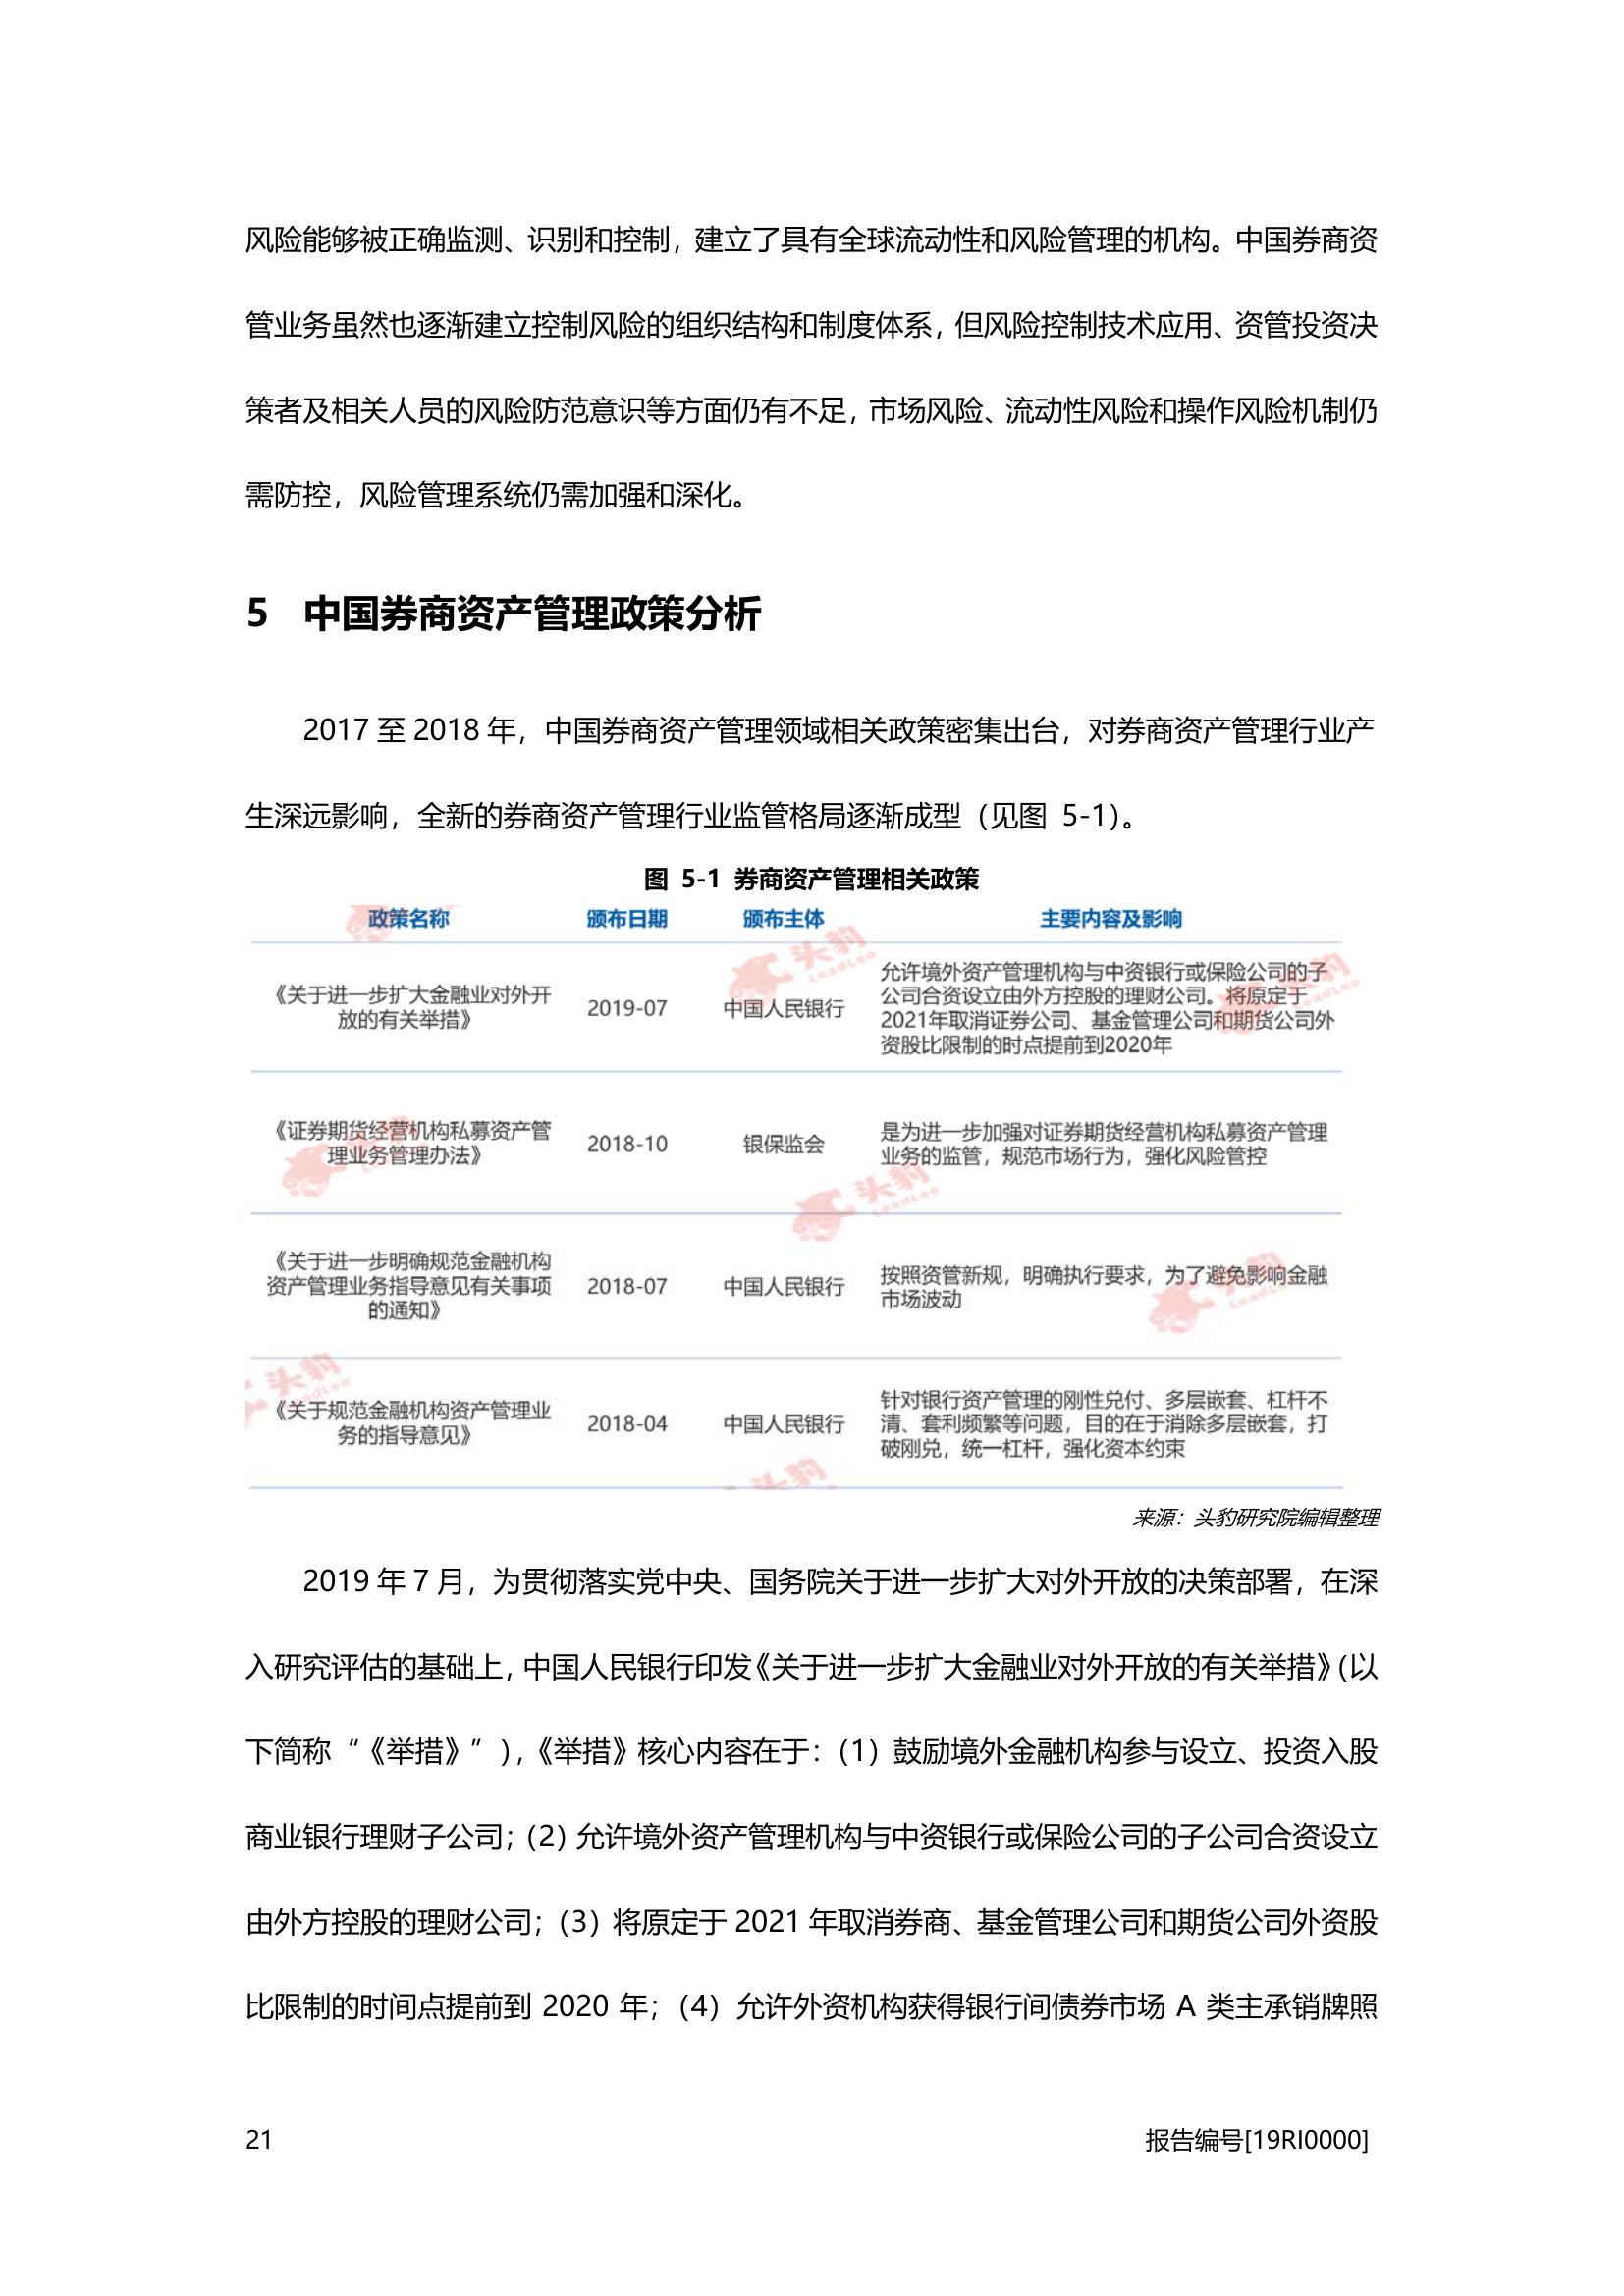 风险能够被正确监测、识别和控制，建立了具有全球流动性和风险管理的机构。中国券商资
管业务虽然也逐渐建立控制风险的组织结构和制度体系，但风险控制技术应用、资管投资决
策者及相关人员的风险防范意识等方面仍有不足，市场风险、流动性风险和操作风险机制仍
需防控，风险管理系统仍需加强和深化。
5 中国券商资产管理政策分析
2017 至 2018 年，中国券商资产管理领域相关政策密集出台，对券商资产管理行业产
生深远影响，全新的券商资产管理行业监管格局逐渐成型（见图 5-1）。
图 5-1 券商资产管理相关政策
政策名称 颁布日期 颁布主体 主要内容及影响
《关于进一步扩大金融业对外开
放的有关举措》
2019-07
中国人民银行
允许境外资产管理机构与中资银行或保险公司的子
公司合资设立由外方控股的理财公司。将原定于
2021年取消证券公司、基金管理公司和期货公司外
资股比限制的时点提前到2020年
《证券期货经营机构私募资产管
理业务管理办法》
2018-10
银保监会
是为进一步加强对证券期货经营机构私募资产管理
业务的监管，规范市场行为，强化风险管控
《关于进一步明确规范金融机构
资产管理业务指导意见有关事项
的通知》
2018-07
中国人民银行
按照资管新规，明确执行要求，为了避免影响金融
市场波动
《关于规范金融机构资产管理业
务的指导意见》
2018-04
中国人民银行
针对银行资产管理的刚性兑付、多层嵌套、杠杆不
清、套利频繁等问题，目的在于消除多层嵌套，打
破刚兑，统一杠杆，强化资本约束
头豹
LeadLeo
头豹
LeadLeo
头豹
LeadLeo
头豹
LeadLeo
头豹
LeadLeo
头豹
来源：头豹研究院编辑整理
2019 年 7 月，为贯彻落实党中央、国务院关于进一步扩大对外开放的决策部署，在深
入研究评估的基础上，中国人民银行印发《关于进一步扩大金融业对外开放的有关举措》（以
下简称“《举措》”），《举措》核心内容在于：（1）鼓励境外金融机构参与设立、投资入股
商业银行理财子公司；（2）允许境外资产管理机构与中资银行或保险公司的子公司合资设立
由外方控股的理财公司；（3）将原定于 2021 年取消券商、基金管理公司和期货公司外资股
比限制的时间点提前到 2020 年；（4）允许外资机构获得银行间债券市场 A 类主承销牌照
21 报告编号[19RI0000]